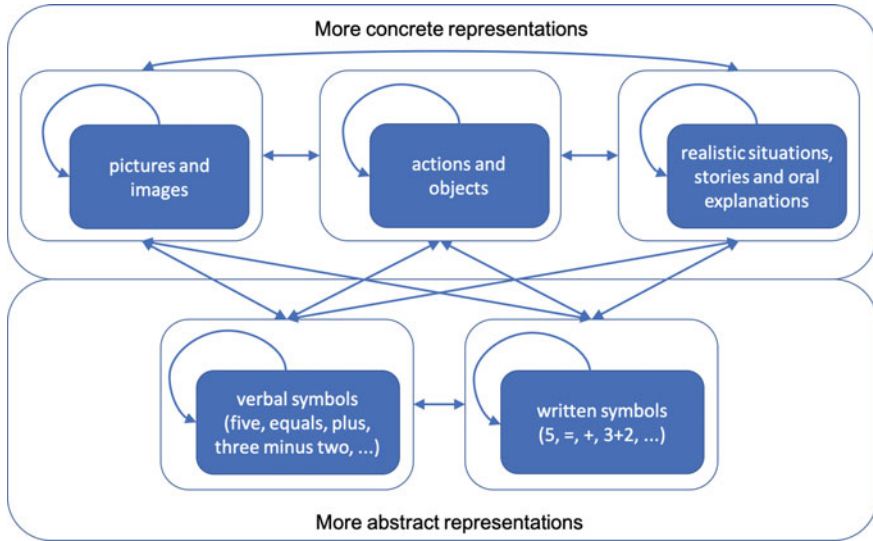 More concrete representations
pictures and
images
actions and
objects
realistic situations,
stories and oral
explanations
verbal symbols
(five, equals, plus,
three minus two, ...)
written symbols
(5, =, +, 3+2, ...)
More abstract representations